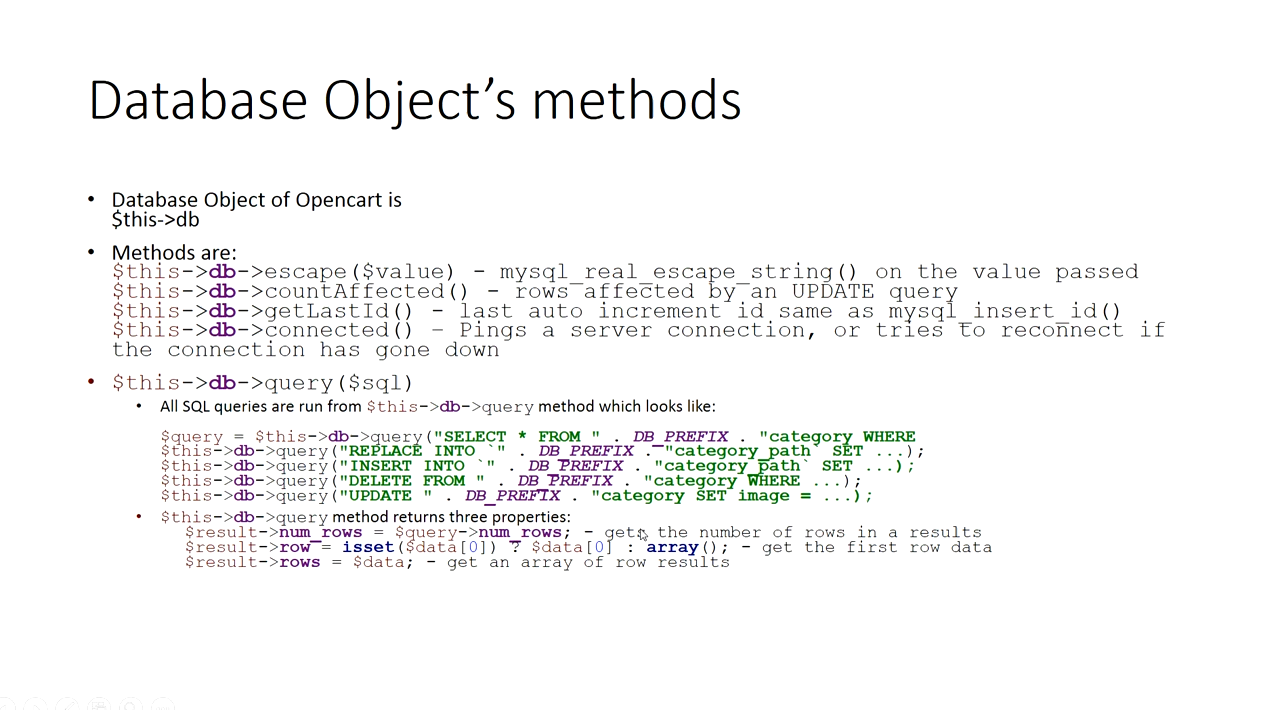 Database Object's methods
• Database Object of Opencart is
$this->db
• Methods are:
$this->db->escape($value) - mysql_real_escape_string() on the value passed
$this->db->countAffected() - rows affected by an UPDATE query
$this->db->getLastId() - last auto increment id same as mysql_insert_id()
$this->db->connected() – Pings a server connection, or tries to reconnect if
the connection has gone down
• $this->db->query($sql)
• All SQL queries are run from $this->db->query method which looks like:
$query = $this->db->query("SELECT * FROM " . DB_PREFIX . "category WHERE
$this->db->query("REPLACE INTO `" . DB_PREFIX . "category_path` SET ...);
$this->db->query("INSERT INTO `" . DB_PREFIX . "category_path` SET ...);
$this->db->query("DELETE FROM " . DB_PREFIX . "category WHERE ...);
$this->db->query("UPDATE " . DB_PREFIX . "category SET image = ...);
• $this->db->query method returns three properties:
$result->num_rows = $query->num_rows; - gets the number of rows in a results
$result->row = isset($data[0]) ? $data[0] : array(); - get the first row data
$result->rows = $data; - get an array of row results